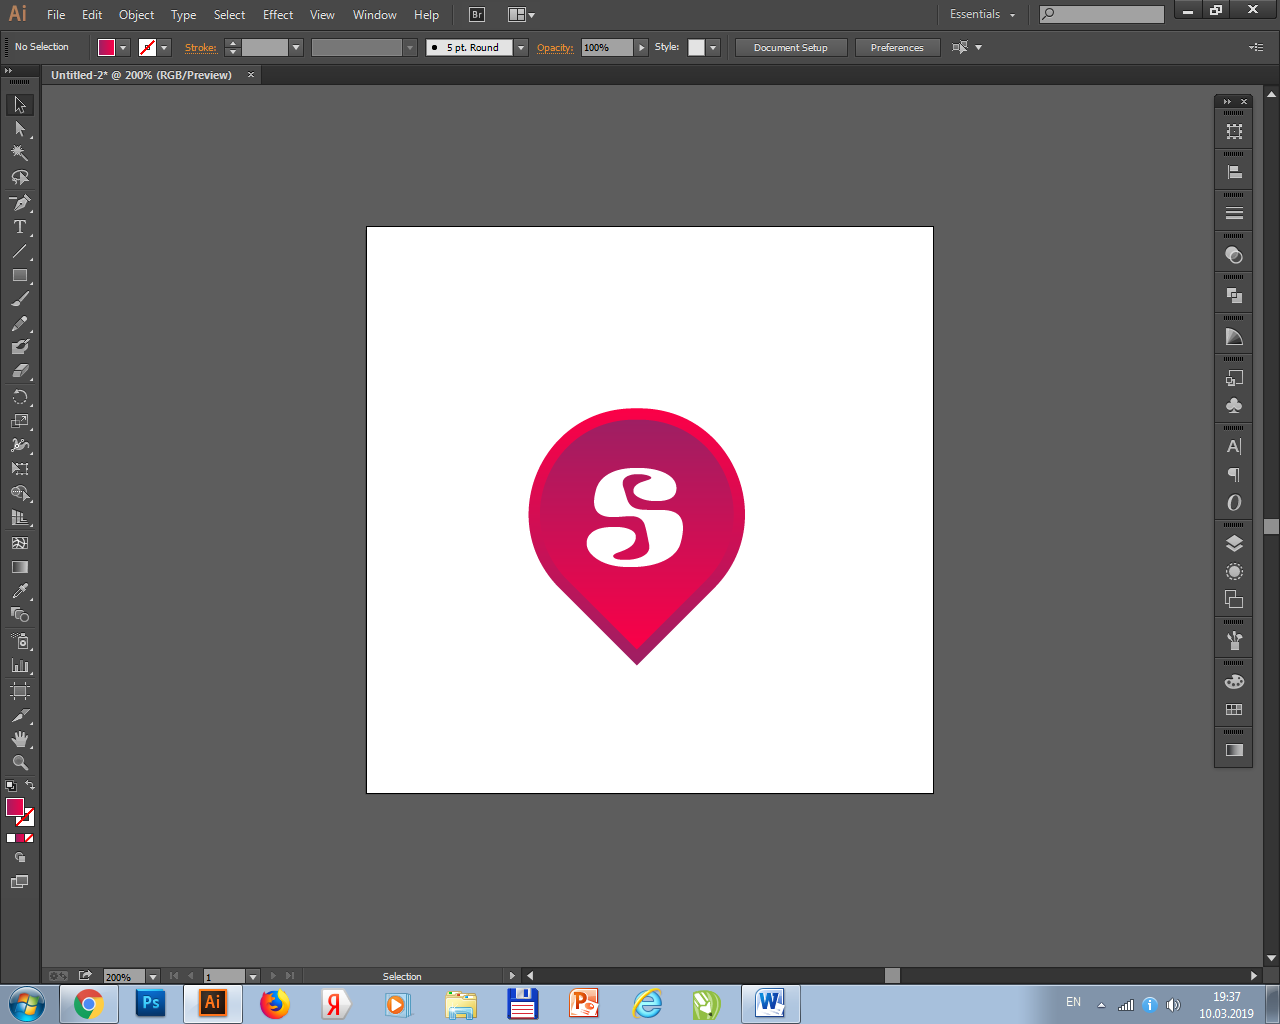 Ai File Edit Object Type Select Effect View Window Help Br Essentials
No Selection Stroke: 5 pt. Round Opacity: 100% Style: Document Setup Preferences
Untitled-2* @ 200% (RGB/Preview) ×
S
200% 1 Selection
Ps Ai Я P W EN 19:37
10.03.2019